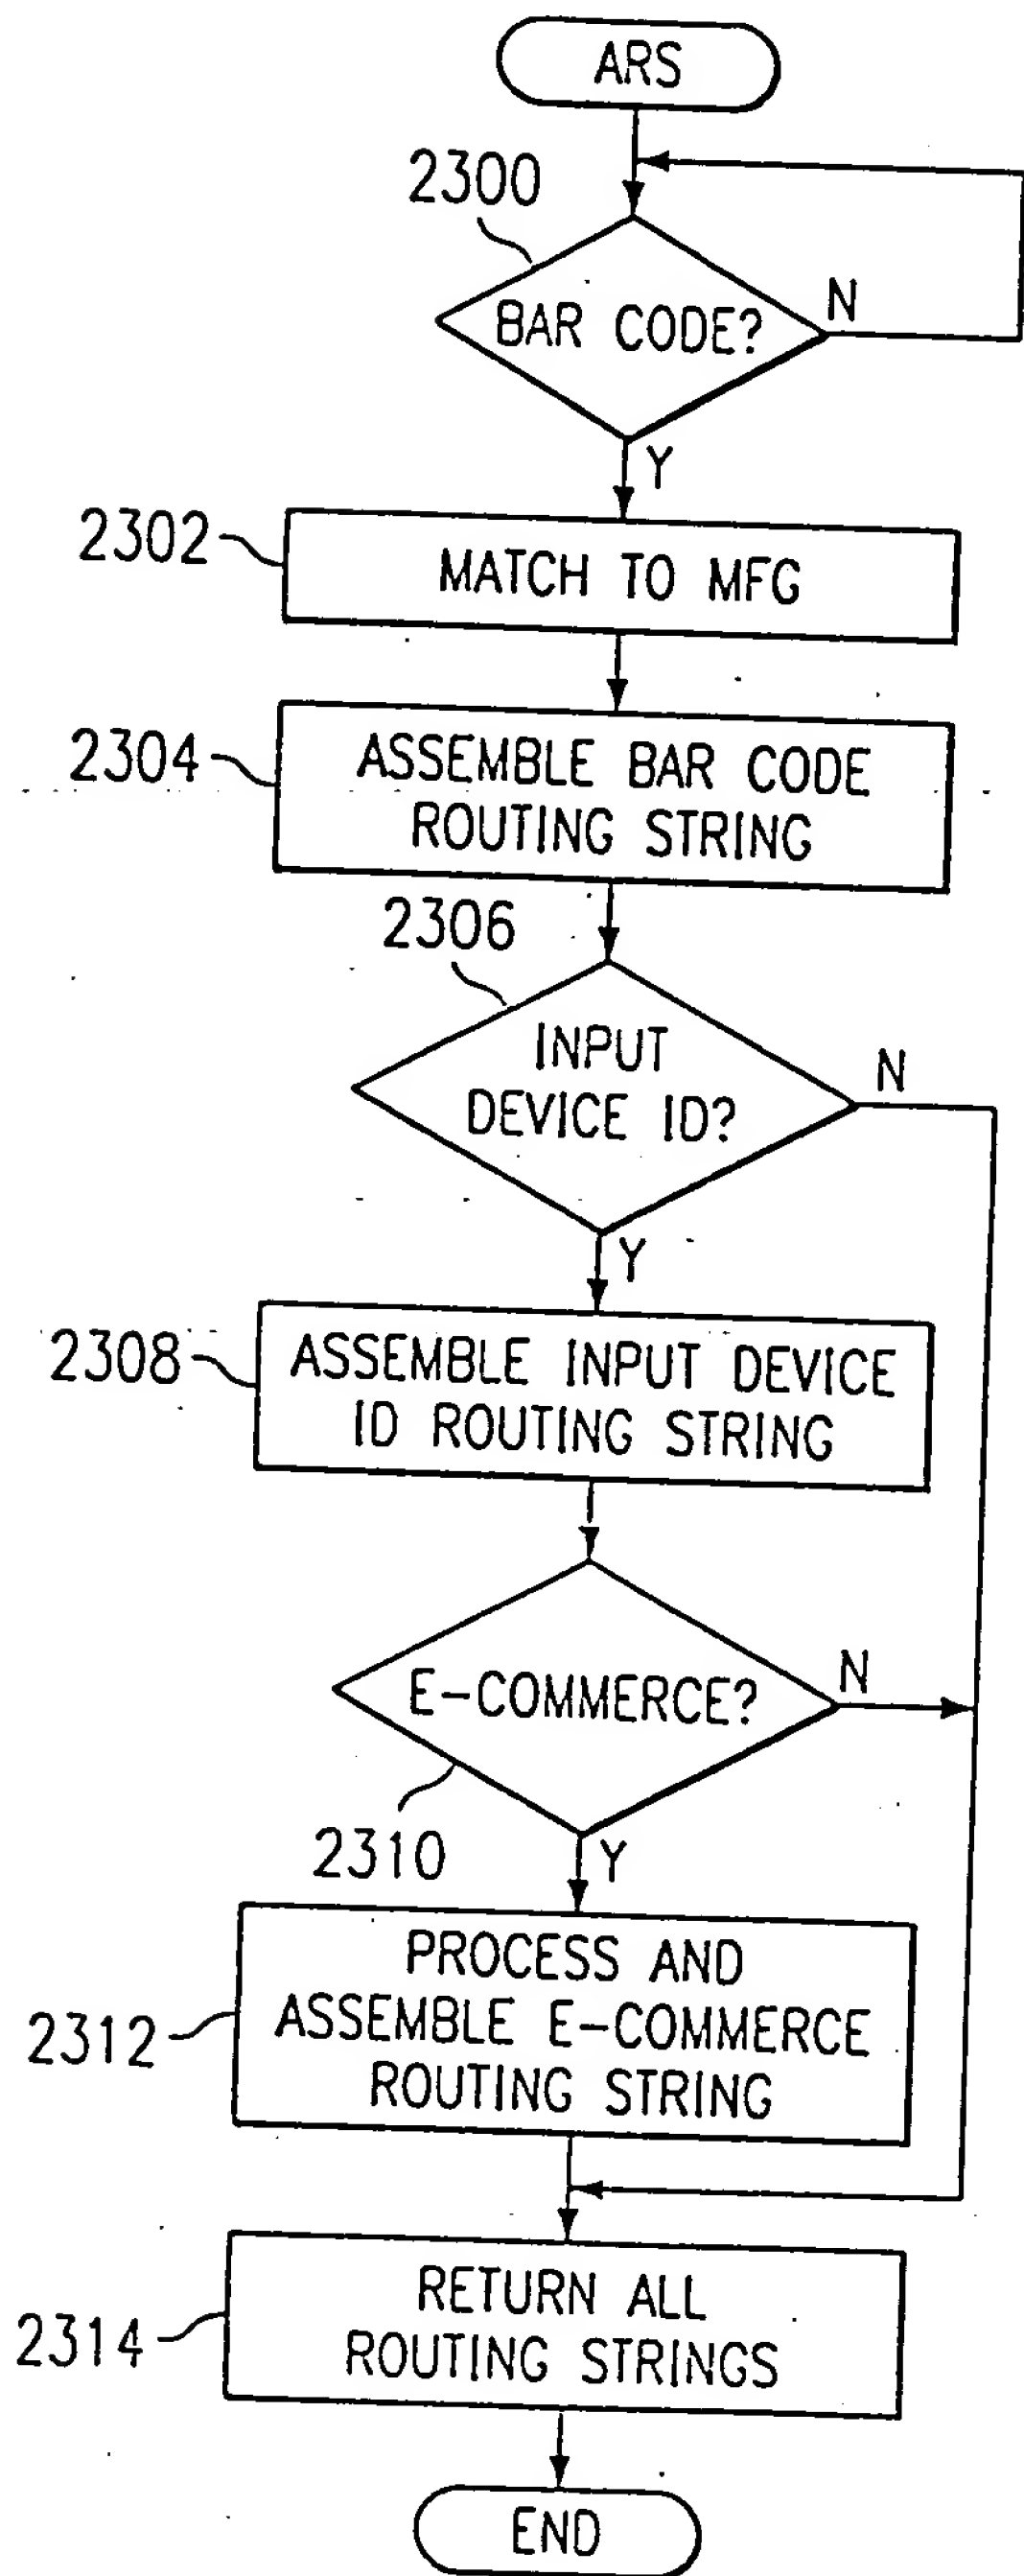 ARS
2300
BAR CODE?
N
Y
2302
MATCH TO MFG
2304
ASSEMBLE BAR CODE
ROUTING STRING
2306
INPUT
DEVICE ID?
N
Y
2308
ASSEMBLE INPUT DEVICE
ID ROUTING STRING
E-COMMERCE?
N
2310
Y
PROCESS AND
2312
ASSEMBLE E-COMMERCE
ROUTING STRING
RETURN ALL
2314
ROUTING STRINGS
END